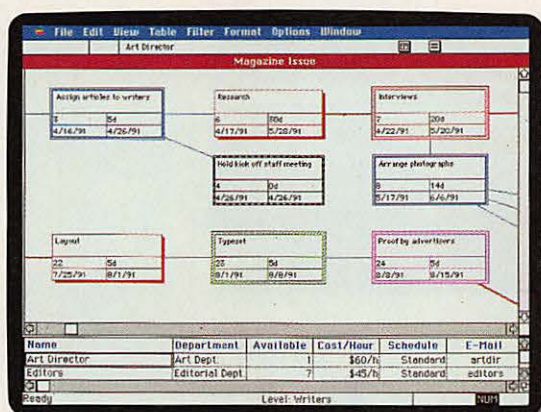 File Edit View Table Filter Format Options Window
Art Director
Magazine Issue
Assign articles to writers Research Interviews
3 5d 6 30d 7 20d
4/16/91 4/26/91 4/17/91 5/28/91 4/22/91 5/20/91
Hold kick off staff meeting Arrange photographs
4 0d 8 14d
4/26/91 4/26/91 5/17/91 6/6/91
Layout Typeset Proof by advertizers
22 5d 23 5d 24 5d
7/25/91 8/1/91 8/1/91 8/8/91 8/8/91 8/15/91
Name Department Available Cost/Hour Schedule E-Mail
Art Director Art Dept. 1 $60/h Standard artdir
Editors Editorial Dept 7 $45/h Standard editors
Ready Level: Writers NUM